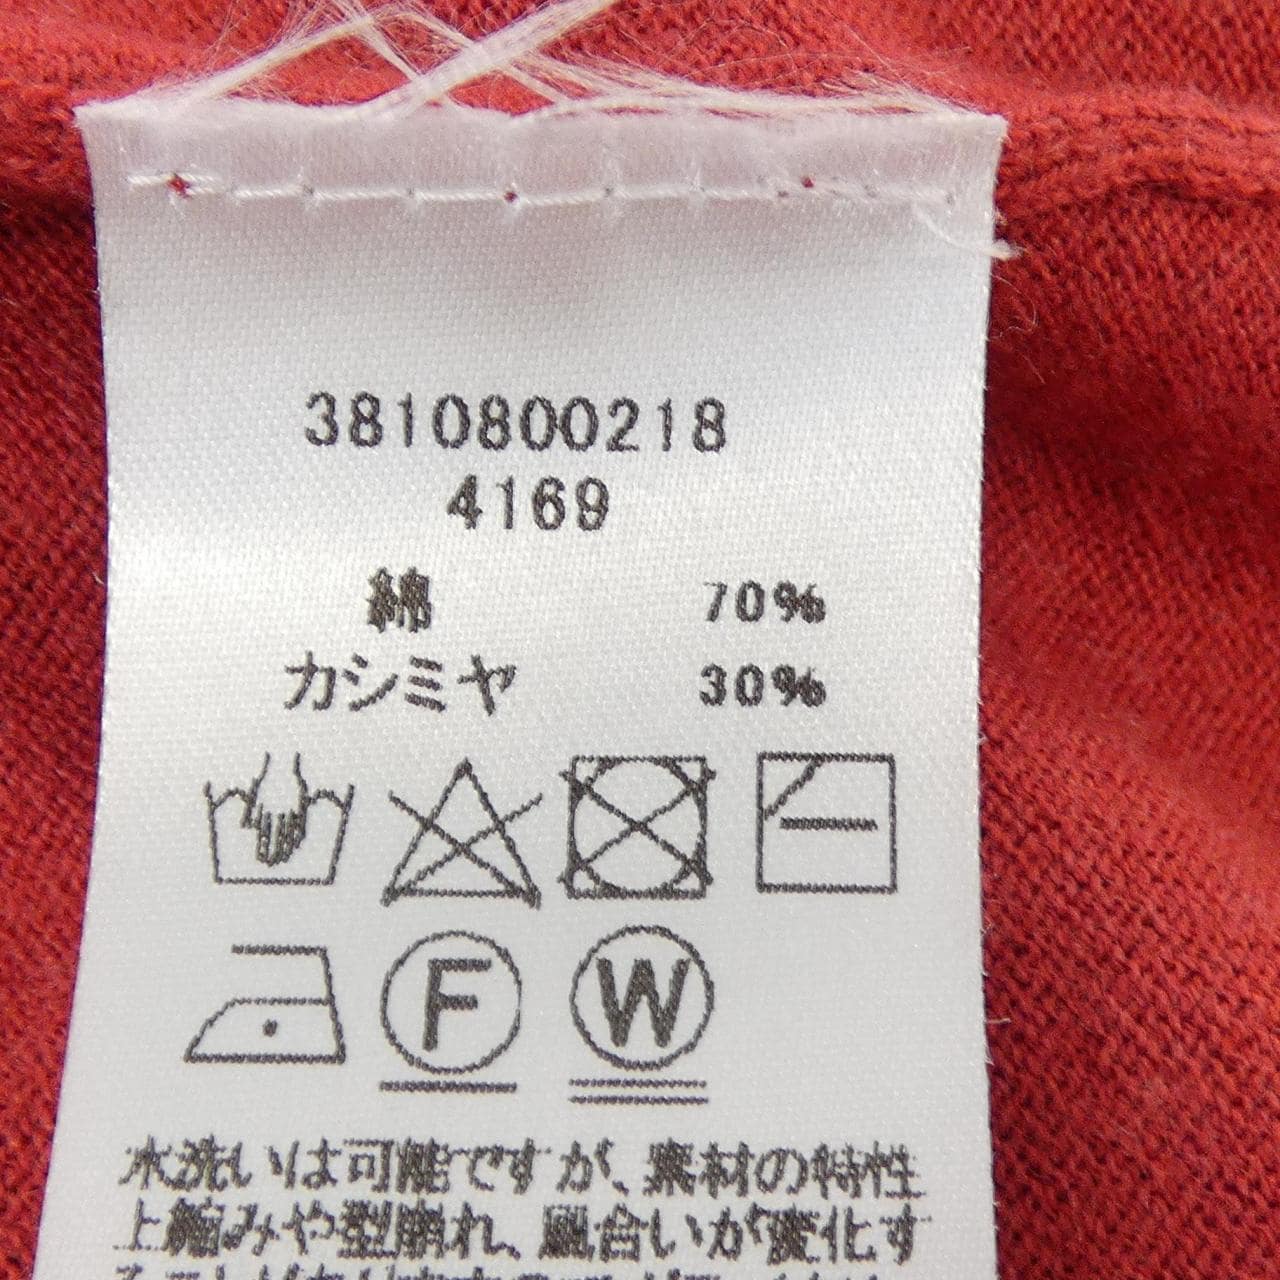 3810800218
4169
綿 70%
カシミヤ 30%
F W
水洗いは可能ですが、素材の特性
上縮みや型崩れ、風合いが変化す